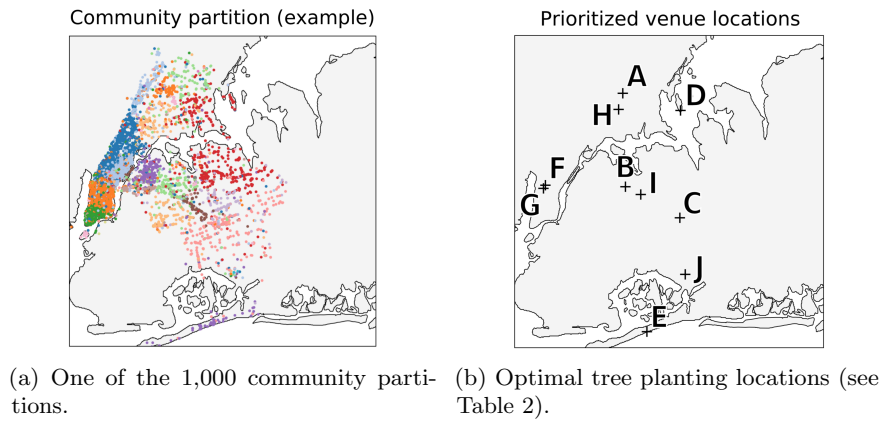 Community partition (example)
Prioritized venue locations
A
D
H
B
F
I
G
C
J
E
(a) One of the 1,000 community parti-
tions.
(b) Optimal tree planting locations (see
Table 2).